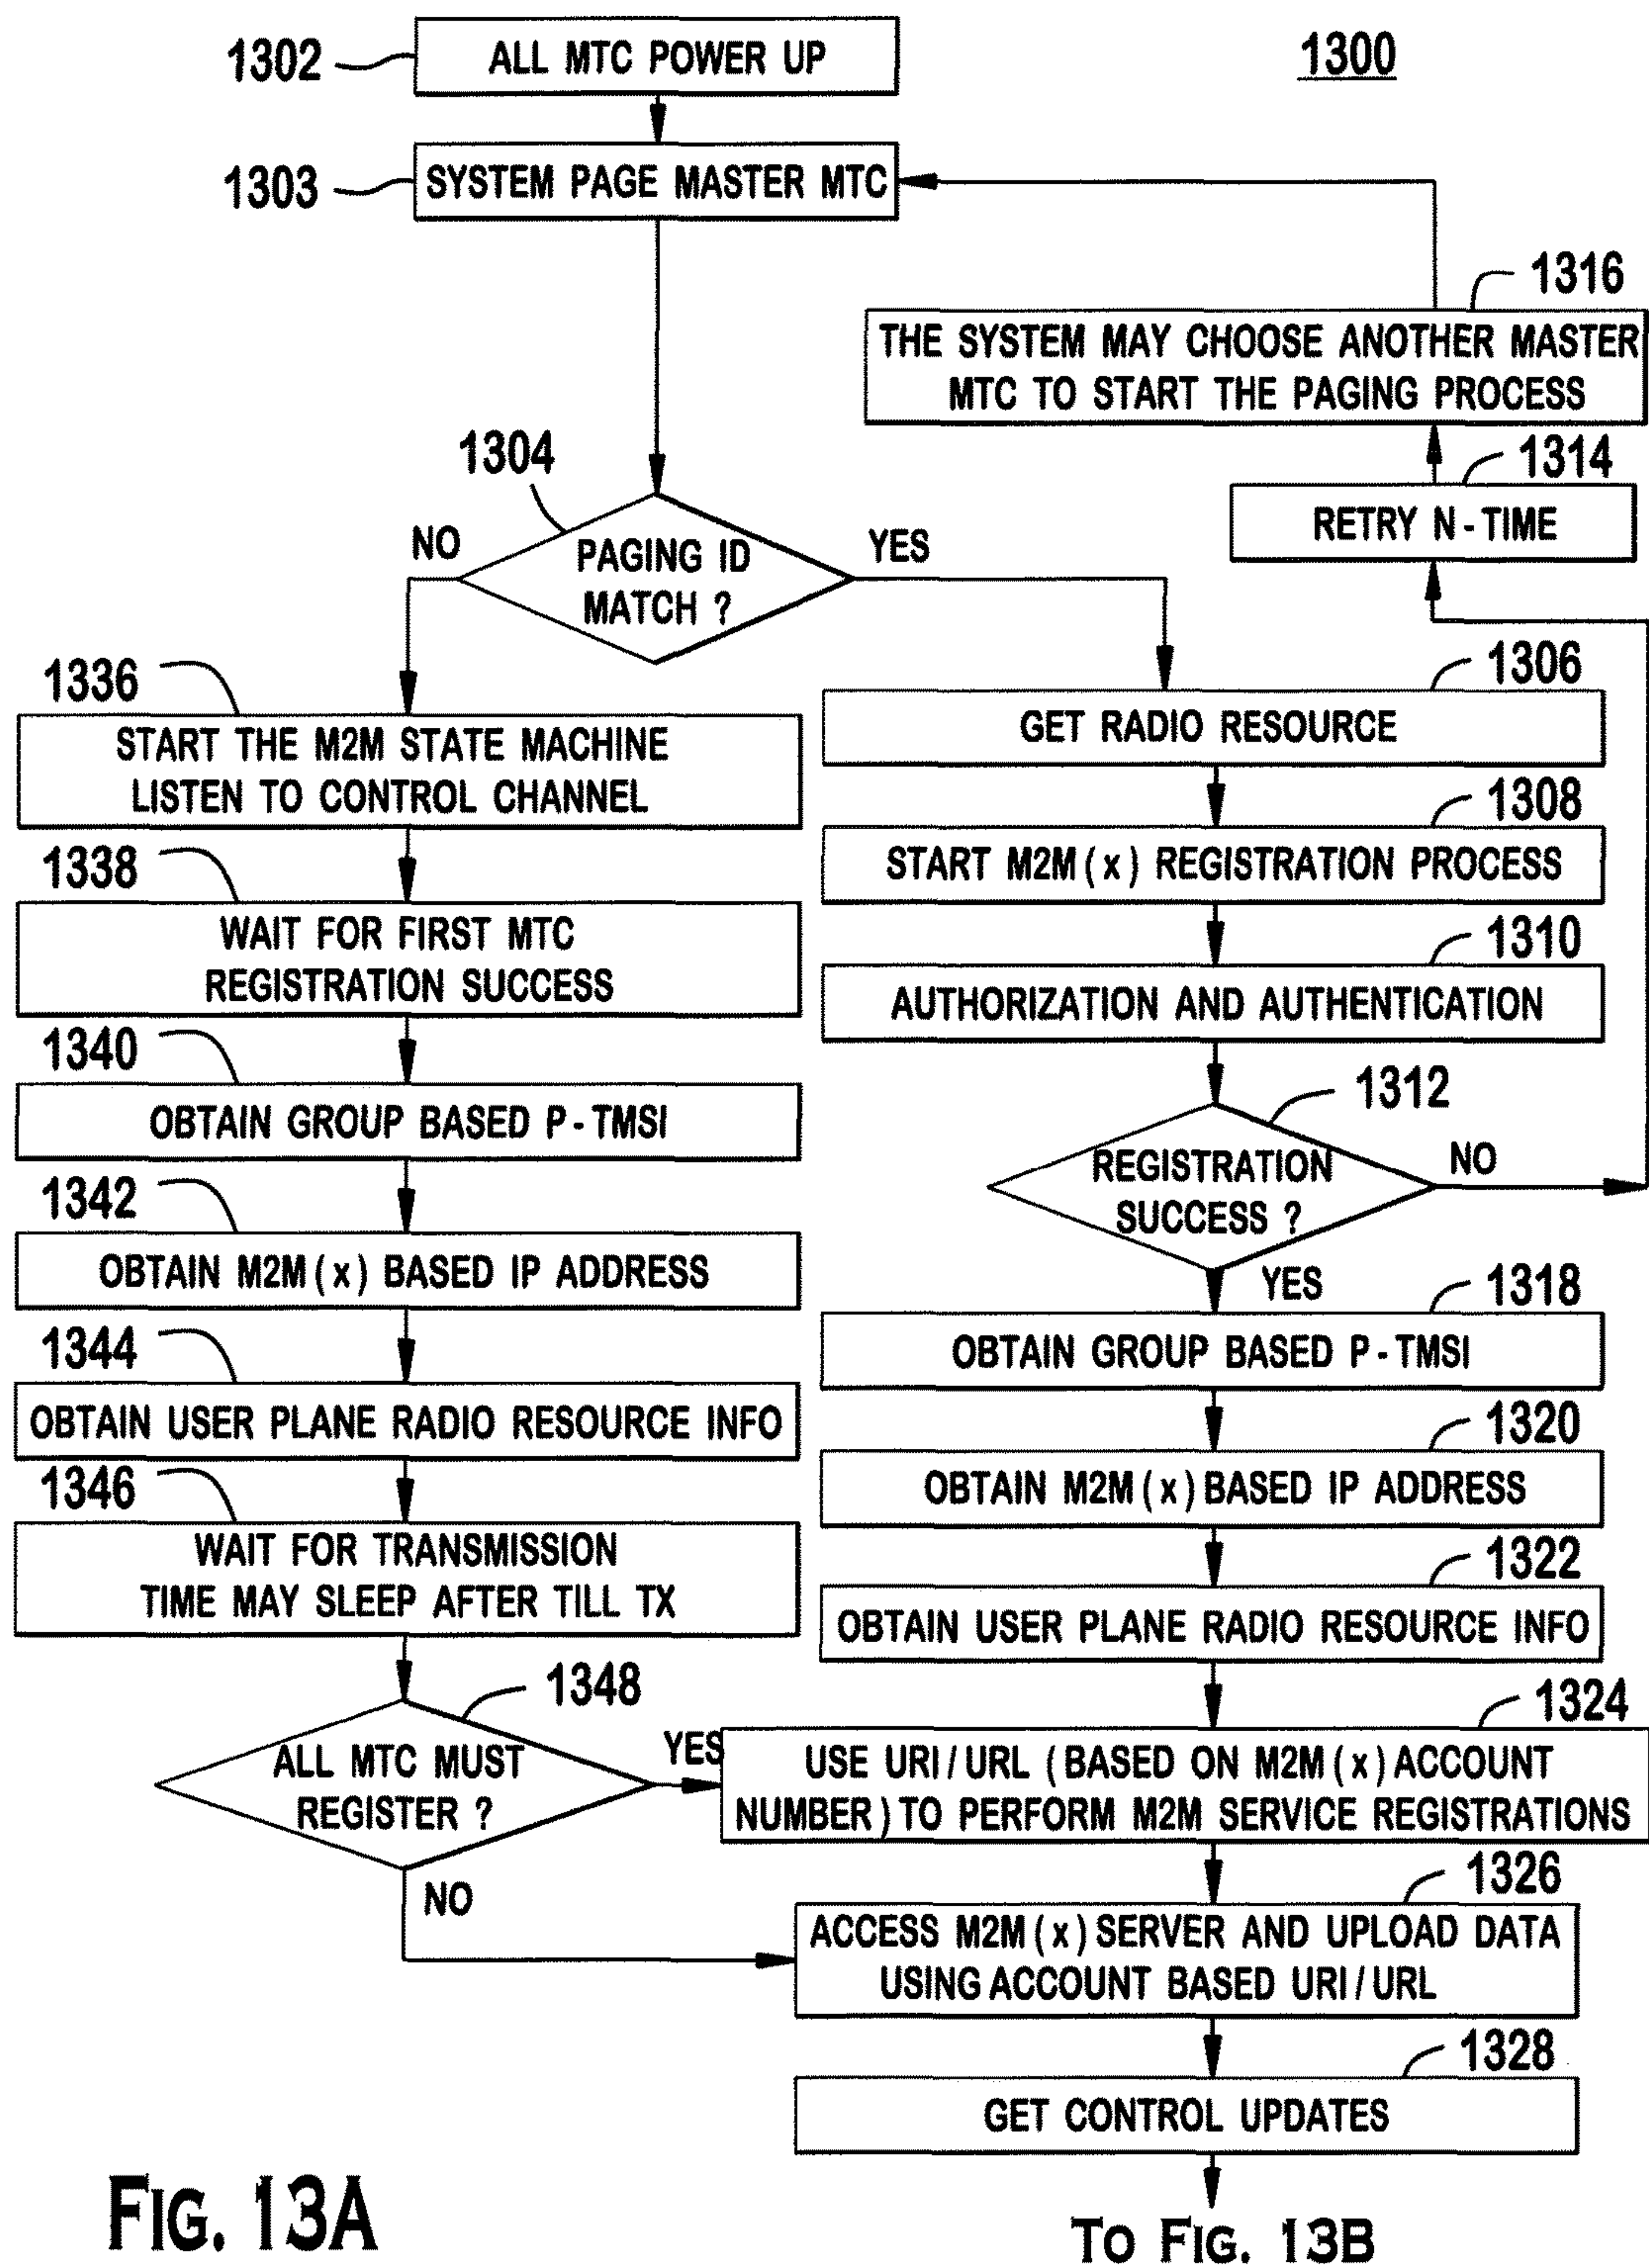 1302
ALL MTC POWER UP
1300
1303
SYSTEM PAGE MASTER MTC
1316
THE SYSTEM MAY CHOOSE ANOTHER MASTER
MTC TO START THE PAGING PROCESS
1314
RETRY N - TIME
1304
NO
PAGING ID
MATCH ?
YES
1336
START THE M2M STATE MACHINE
LISTEN TO CONTROL CHANNEL
1338
WAIT FOR FIRST MTC
REGISTRATION SUCCESS
1340
OBTAIN GROUP BASED P - TMSI
1342
OBTAIN M2M ( x ) BASED IP ADDRESS
1344
OBTAIN USER PLANE RADIO RESOURCE INFO
1346
WAIT FOR TRANSMISSION
TIME MAY SLEEP AFTER TILL TX
1348
ALL MTC MUST
REGISTER ?
YES
NO
1306
GET RADIO RESOURCE
1308
START M2M ( x ) REGISTRATION PROCESS
1310
AUTHORIZATION AND AUTHENTICATION
1312
REGISTRATION
SUCCESS ?
NO
YES
1318
OBTAIN GROUP BASED P - TMSI
1320
OBTAIN M2M ( x ) BASED IP ADDRESS
1322
OBTAIN USER PLANE RADIO RESOURCE INFO
1324
USE URI / URL ( BASED ON M2M ( x ) ACCOUNT
NUMBER ) TO PERFORM M2M SERVICE REGISTRATIONS
1326
ACCESS M2M ( x ) SERVER AND UPLOAD DATA
USING ACCOUNT BASED URI / URL
1328
GET CONTROL UPDATES
TO FIG. 13B
FIG. 13A